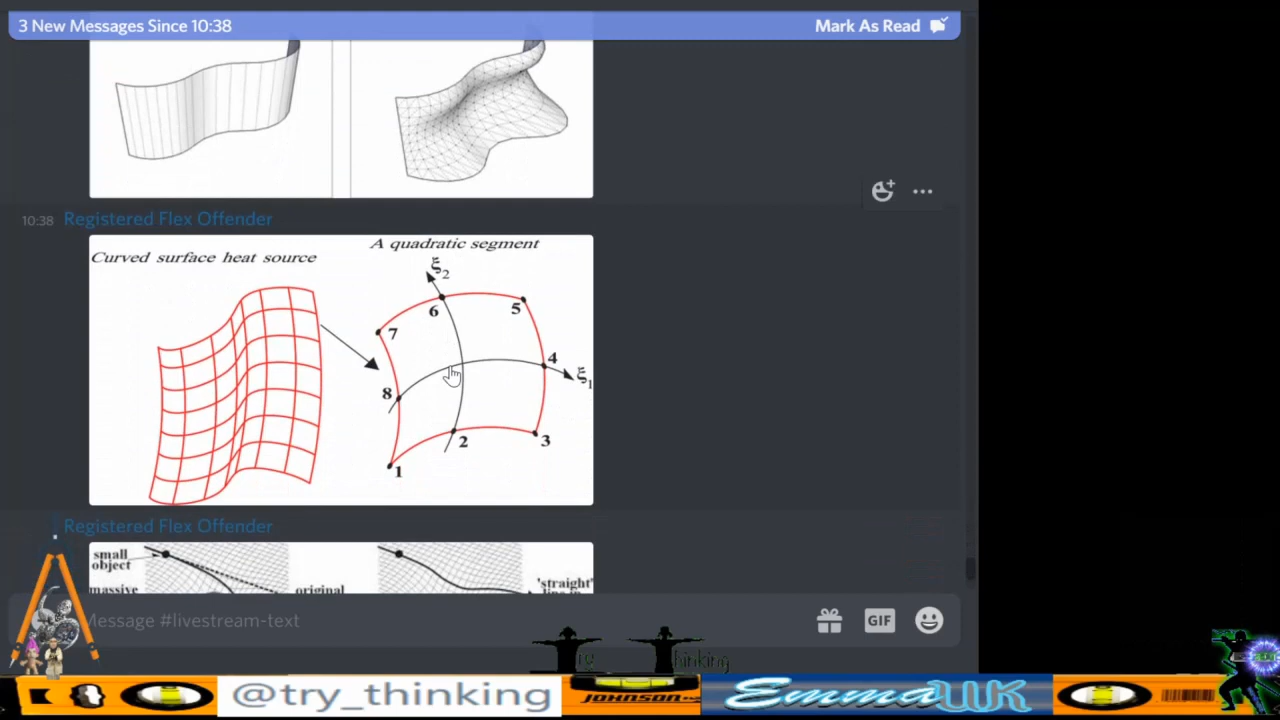 3 New Messages Since 10:38
Mark As Read
10:38 Registered Flex Offender
Curved surface heat source
A quadratic segment
ξ2
6
5
7
4
ξ1
8
2
3
1
Registered Flex Offender
small
object
massive
original
'straight'
Message #livestream-text
GIF
Try Thinking
@try_thinking
JOHNSON
EmmaUK